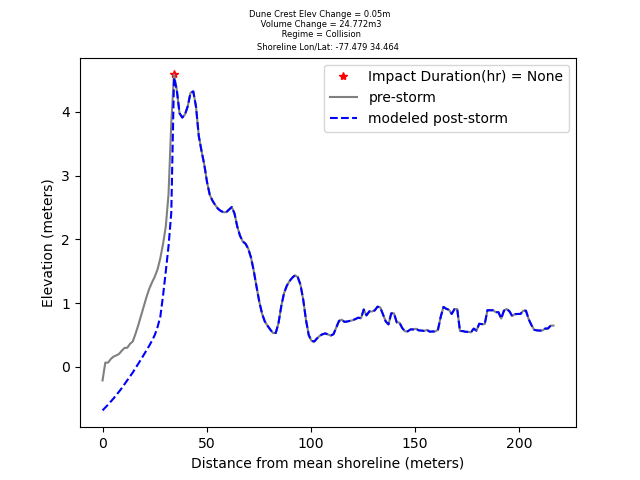 Dune Crest Elev Change = 0.05m
Volume Change = 24.772m3
Regime = Collision
Shoreline Lon/Lat: -77.479 34.464
Impact Duration(hr) = None
pre-storm
modeled post-storm
Elevation (meters)
4
3
2
1
0
0 50 100 150 200
Distance from mean shoreline (meters)